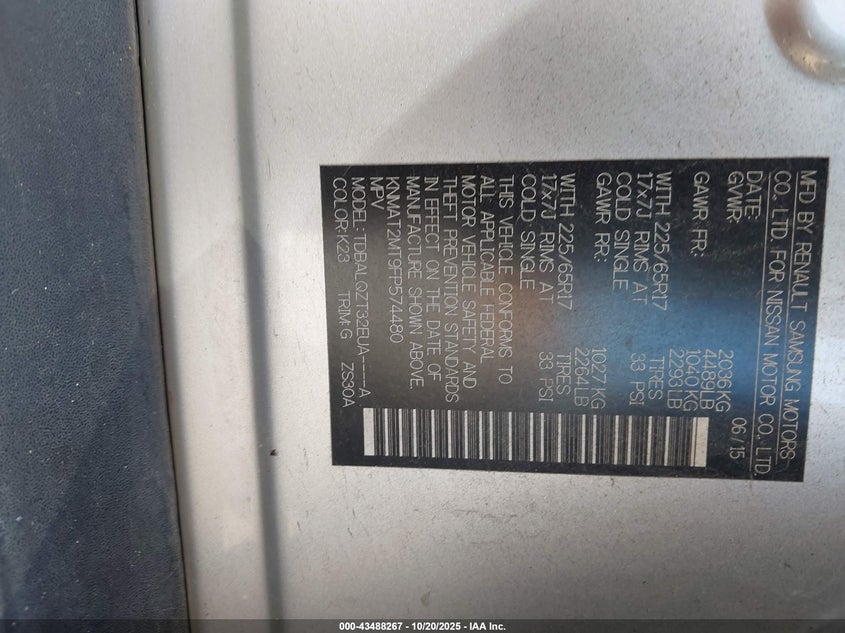 MFD BY RENAULT SAMSUNG MOTORS
CO. LTD. FOR NISSAN MOTOR CO., LTD.
DATE: 06/15
GVWR: 2036KG
4489LB
GAWR FR: 1040KG
2293LB
WITH 225/65R17 TIRES
17x7J RIMS AT 33 PSI
COLD SINGLE
GAWR RR: 1027KG
2264LB
WITH 225/65R17 TIRES
17x7J RIMS AT 33 PSI
COLD SINGLE
THIS VEHICLE CONFORMS TO
ALL APPLICABLE FEDERAL
MOTOR VEHICLE SAFETY AND
THEFT PREVENTION STANDARDS
IN EFFECT ON THE DATE OF
MANUFACTURE SHOWN ABOVE.
KNMAT2MT9FP574480
MPV
MODEL: TDBALQZT32EUA----A
COLOR:K23 TRIM:G ZS30A
000-43488267 - 10/20/2025 - IAA Inc.